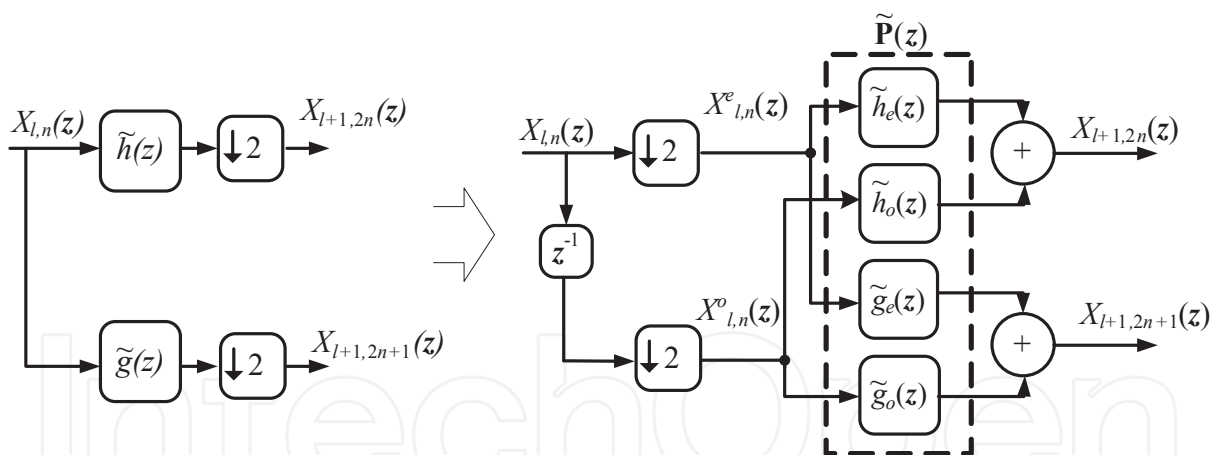 X_{l,n}(z)
h̃(z)
↓2
X_{l+1,2n}(z)
g̃(z)
↓2
X_{l+1,2n+1}(z)
X_{l,n}(z)
z^{-1}
↓2
X^e_{l,n}(z)
↓2
X^o_{l,n}(z)
P̃(z)
h̃_e(z)
h̃_o(z)
g̃_e(z)
g̃_o(z)
+
X_{l+1,2n}(z)
+
X_{l+1,2n+1}(z)
IntechOpen